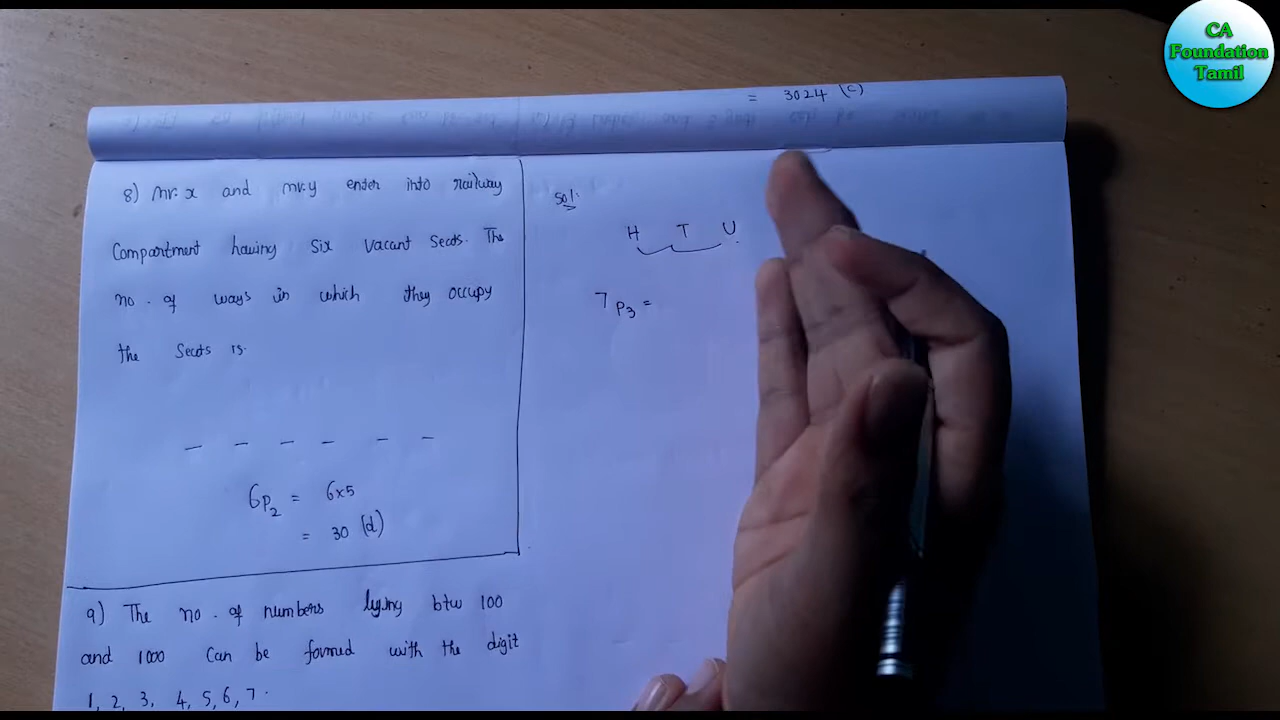 CA
Foundation
Tamil
= 3024 (c)
8) Mr. x and Mr. y enter into railway
Compartment having six vacant Seats. The
no. of ways in which they occupy
the Seats is.
6P2 = 6x5
= 30 (d)
9) The no. of numbers lying btw 100
and 1000 Can be formed with the digit
1, 2, 3, 4, 5, 6, 7.
Sol:
H T U
7P3 =